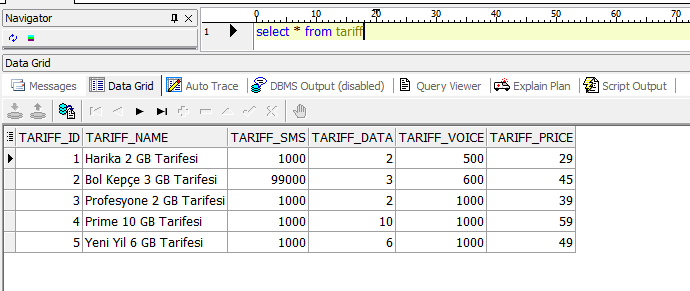 Navigator
0 10 20 30 40 50 60 70
1 select * from tariff
Data Grid
Messages Data Grid Auto Trace DBMS Output (disabled) Query Viewer Explain Plan Script Output
TARIFF_ID TARIFF_NAME TARIFF_SMS TARIFF_DATA TARIFF_VOICE TARIFF_PRICE
1 Harika 2 GB Tarifesi 1000 2 500 29
2 Bol Kepçe 3 GB Tarifesi 99000 3 600 45
3 Profesyone 2 GB Tarifesi 1000 2 1000 39
4 Prime 10 GB Tarifesi 1000 10 1000 59
5 Yeni Yil 6 GB Tarifesi 1000 6 1000 49